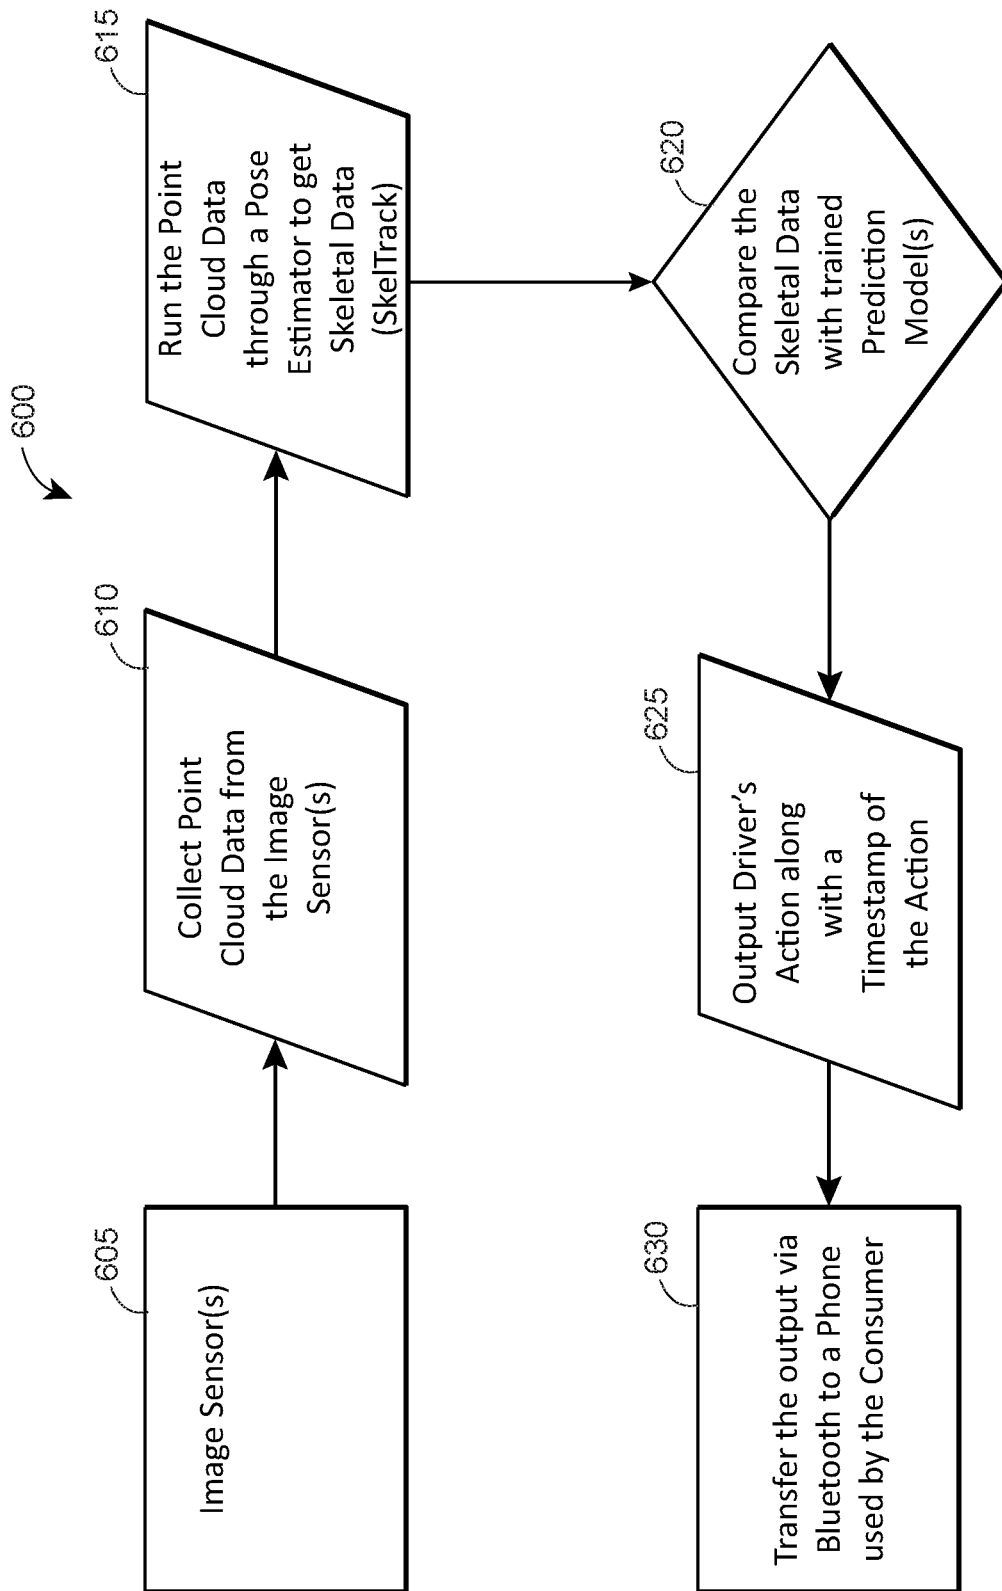 600
605
Image Sensor(s)
610
Collect Point
Cloud Data from
the Image
Sensor(s)
615
Run the Point
Cloud Data
through a Pose
Estimator to get
Skeletal Data
(SkelTrack)
620
Compare the
Skeletal Data
with trained
Prediction
Model(s)
625
Output Driver’s
Action along
with a
Timestamp of
the Action
630
Transfer the output via
Bluetooth to a Phone
used by the Consumer